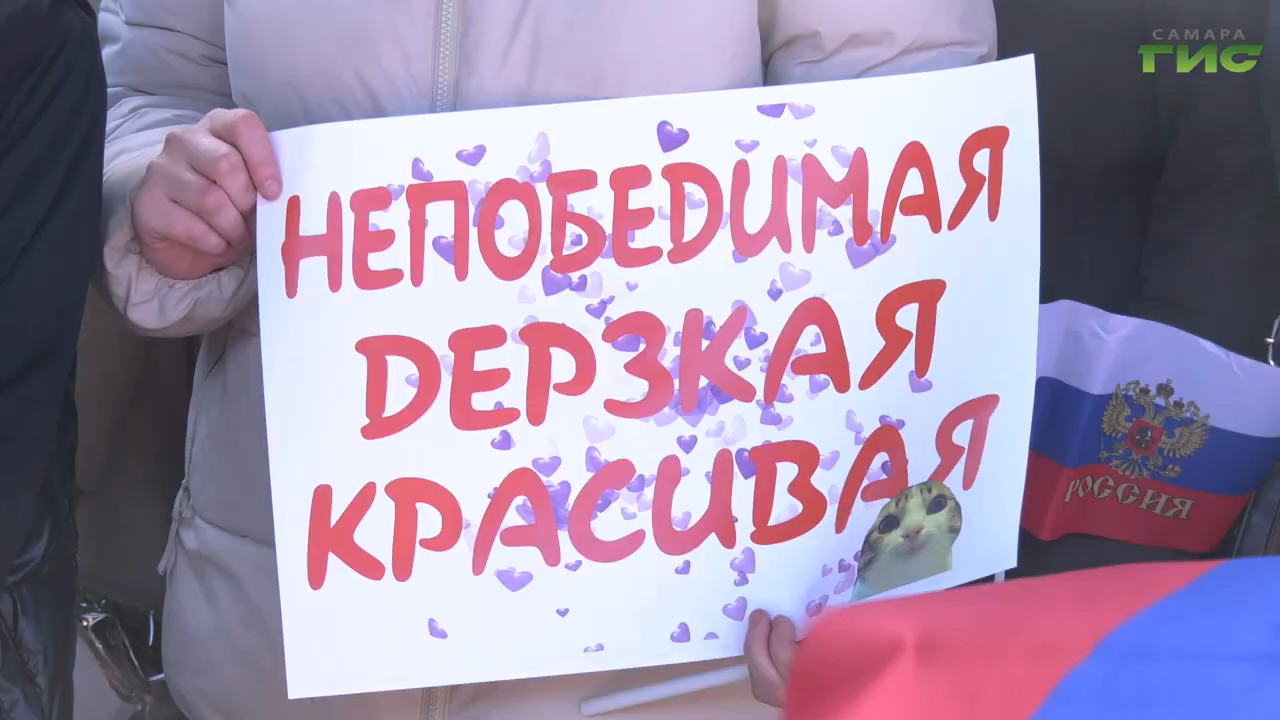 САМАРА
ГИС
НЕПОБЕДИМАЯ
ДЕРЗКАЯ
КРАСИВАЯ
РОССИЯ